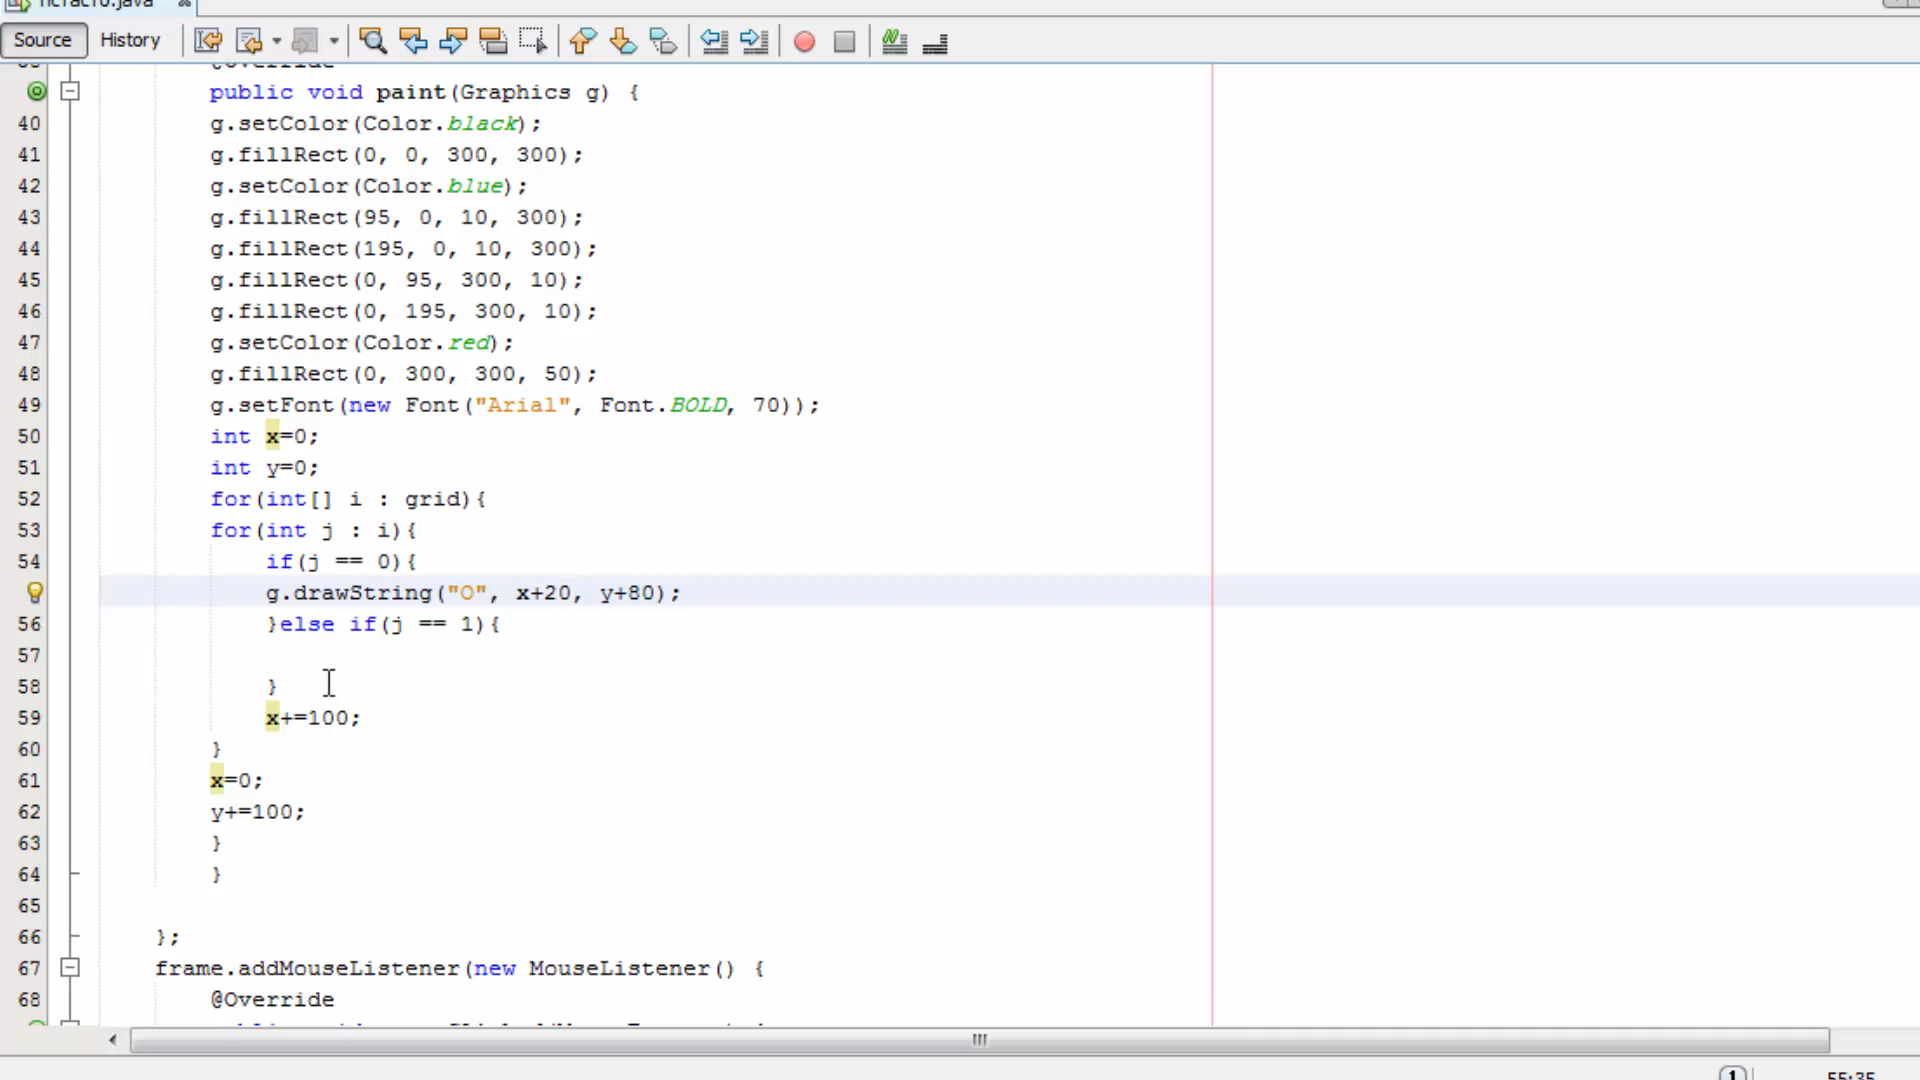 Source History
public void paint(Graphics g) {
40 g.setColor(Color.black);
41 g.fillRect(0, 0, 300, 300);
42 g.setColor(Color.blue);
43 g.fillRect(95, 0, 10, 300);
44 g.fillRect(195, 0, 10, 300);
45 g.fillRect(0, 95, 300, 10);
46 g.fillRect(0, 195, 300, 10);
47 g.setColor(Color.red);
48 g.fillRect(0, 300, 300, 50);
49 g.setFont(new Font("Arial", Font.BOLD, 70));
50 int x=0;
51 int y=0;
52 for(int[] i : grid){
53 for(int j : i){
54 if(j == 0){
g.drawString("O", x+20, y+80);
56 }else if(j == 1){
57
58 }
59 x+=100;
60 }
61 x=0;
62 y+=100;
63 }
64 }
65
66 };
67 frame.addMouseListener(new MouseListener() {
68 @Override
55:35